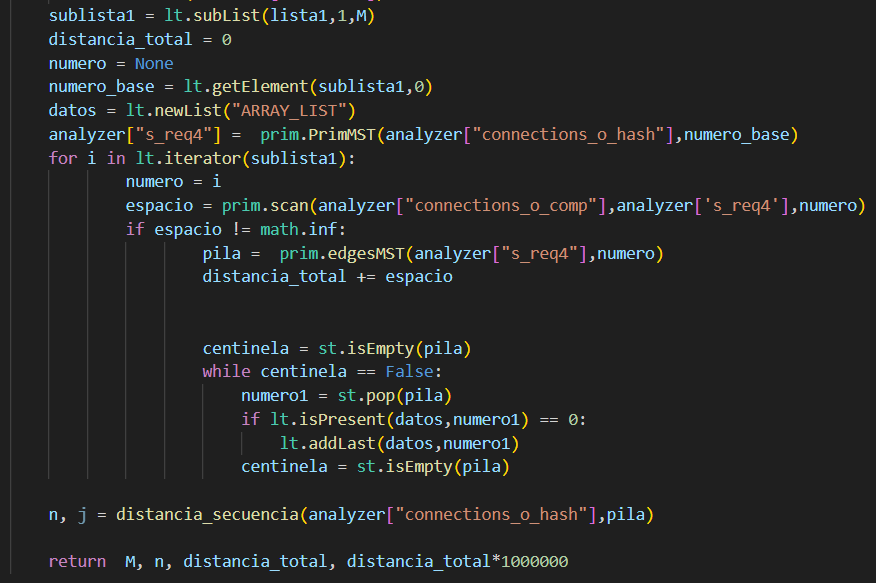 sublista1 = lt.subList(lista1,1,M)
distancia_total = 0
numero = None
numero_base = lt.getElement(sublista1,0)
datos = lt.newList("ARRAY_LIST")
analyzer["s_req4"] =  prim.PrimMST(analyzer["connections_o_hash"],numero_base)
for i in lt.iterator(sublista1):
        numero = i
        espacio = prim.scan(analyzer["connections_o_comp"],analyzer['s_req4'],numero)
        if espacio != math.inf:
                pila =  prim.edgesMST(analyzer["s_req4"],numero)
                distancia_total += espacio
                centinela = st.isEmpty(pila)
                while centinela == False:
                    numero1 = st.pop(pila)
                    if lt.isPresent(datos,numero1) == 0:
                        lt.addLast(datos,numero1)
                    centinela = st.isEmpty(pila)
n, j = distancia_secuencia(analyzer["connections_o_hash"],pila)
return  M, n, distancia_total, distancia_total*1000000